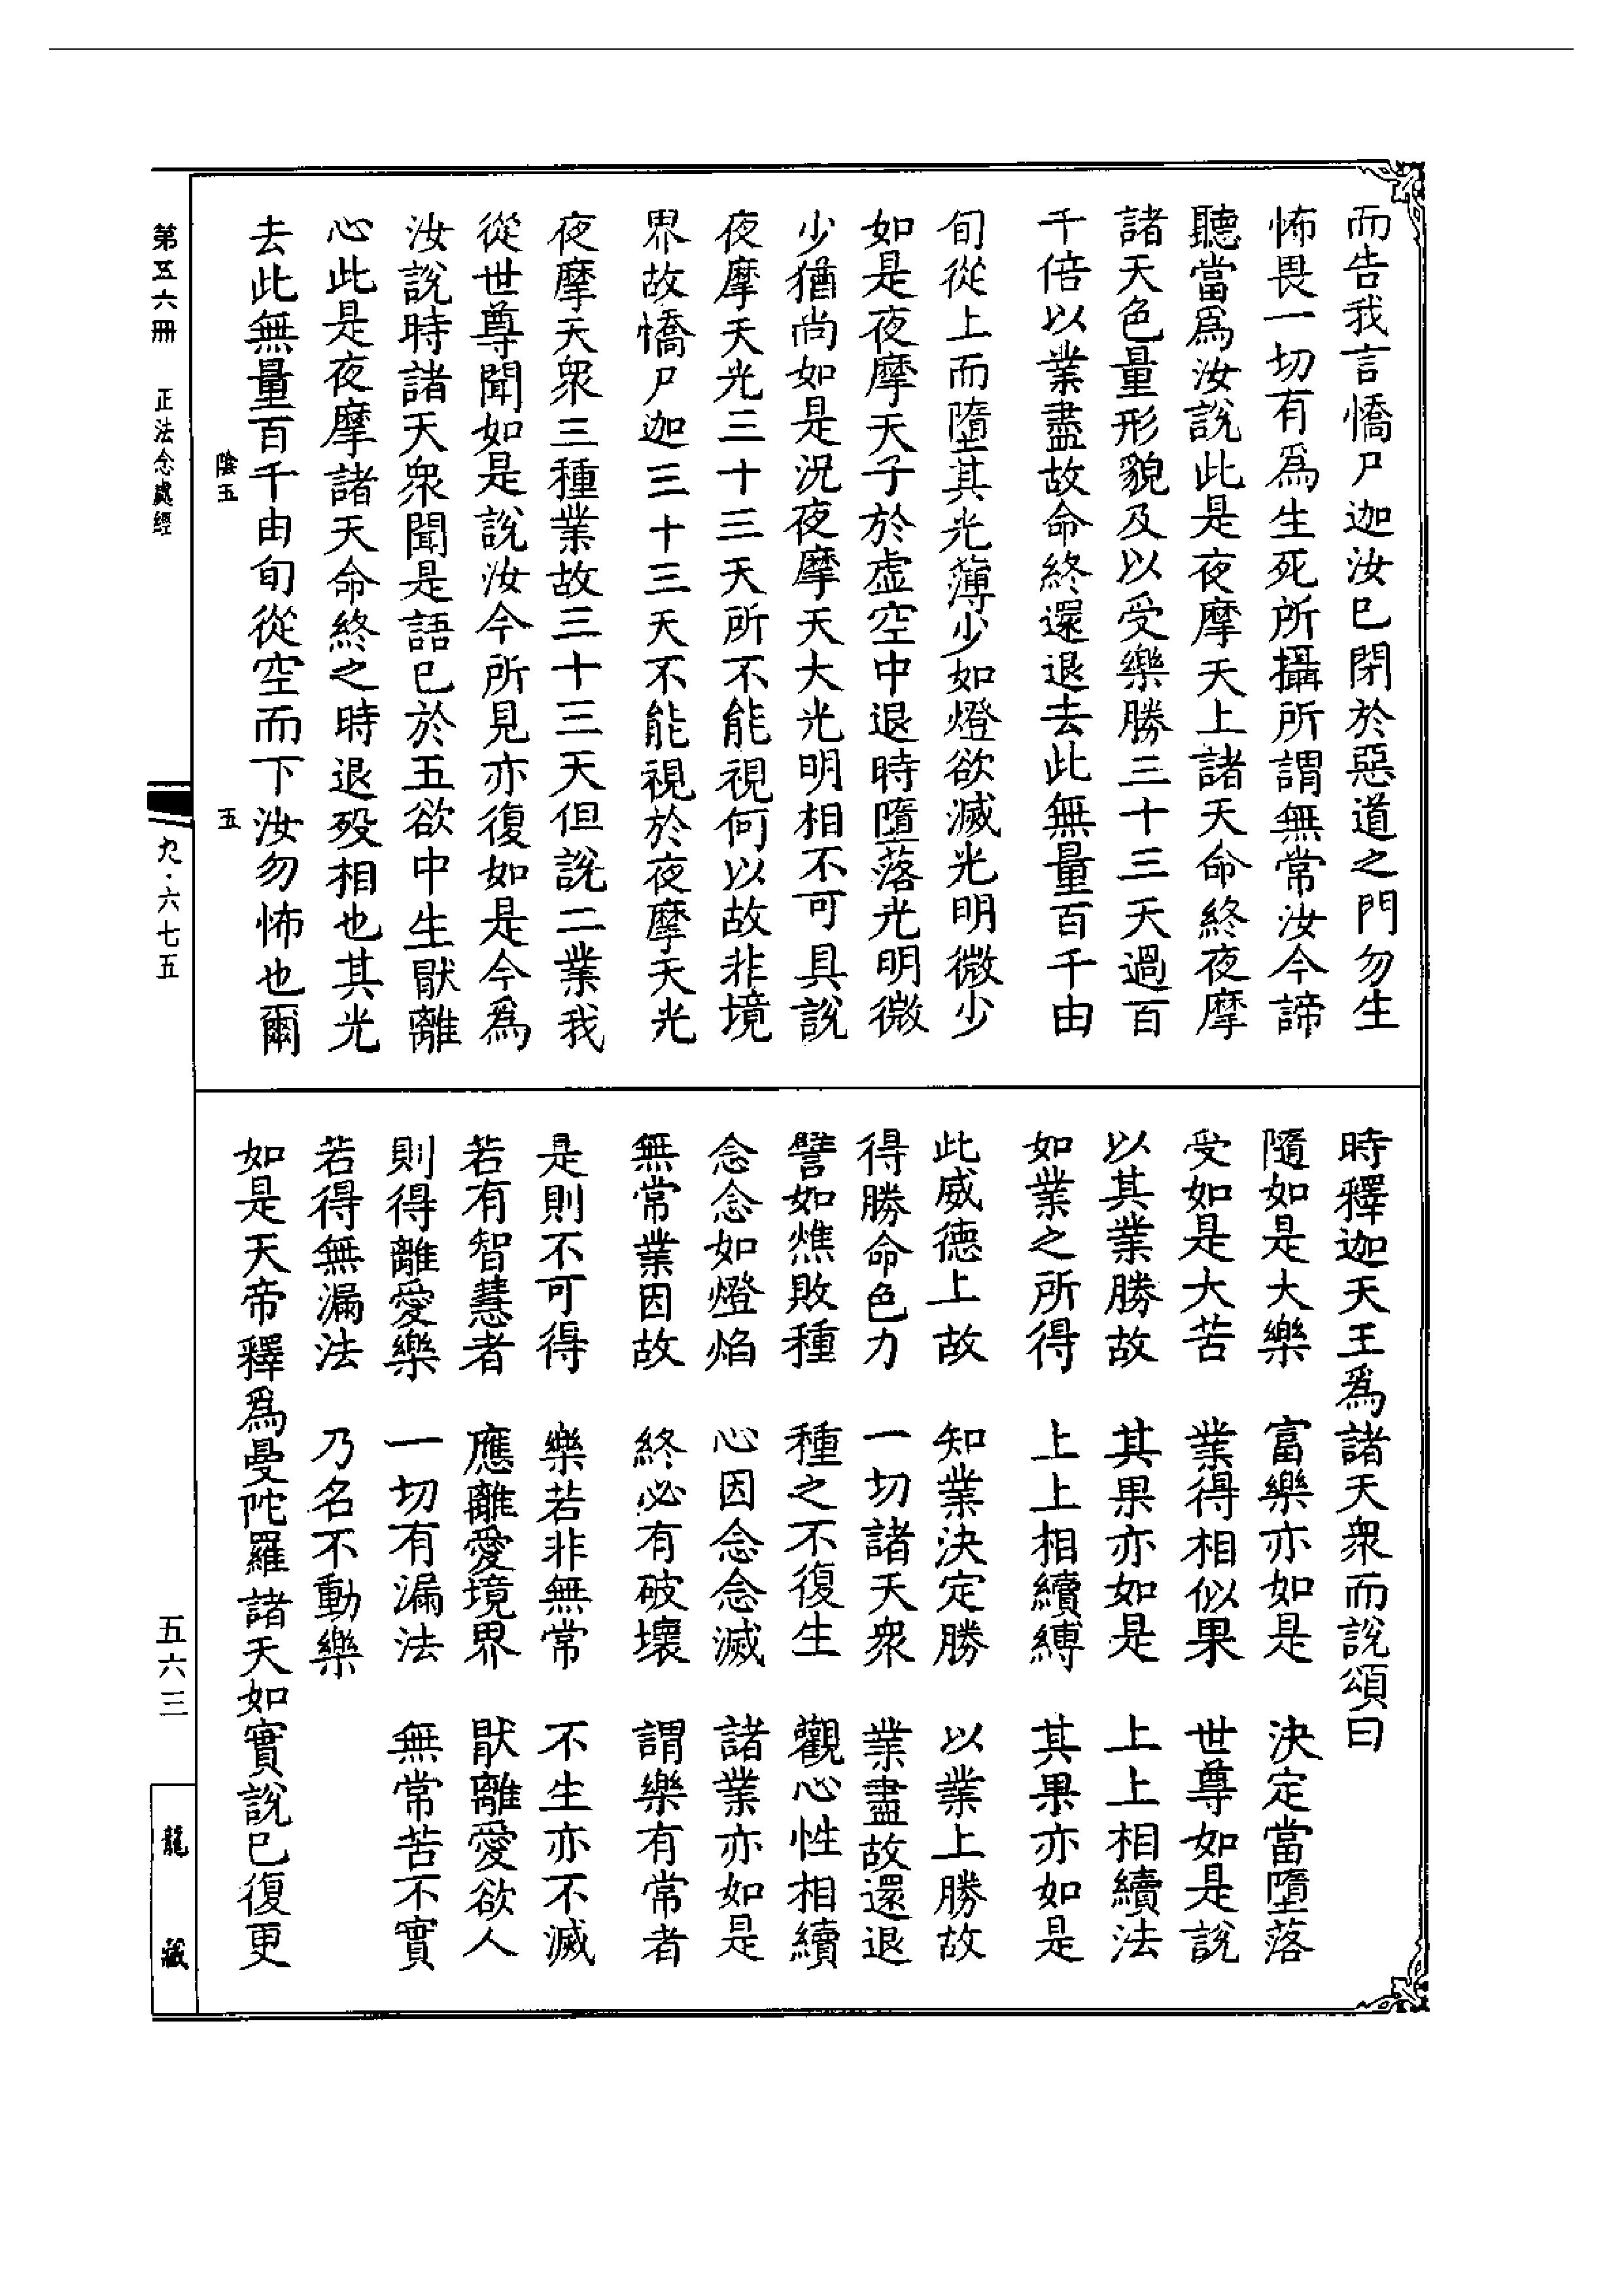 而告我言憍尸迦汝已閉於惡道之門勿生
怖畏一切有爲生死所攝所謂無常汝今諦
聽當爲汝說此是夜摩天上諸天命終夜摩
諸天色量形貌及以受樂勝三十三天過百
千倍以業盡故命終還退去此無量百千由
旬從上而墮其光薄少如燈欲滅光明微少
如是夜摩天子於虛空中退時墮落光明微
少猶尚如是況夜摩天大光明相不可具說
夜摩天光三十三天所不能視何以故非境
界故憍尸迦三十三天不能視於夜摩天光
夜摩天衆三種業故三十三天但說二業我
從世尊聞如是說汝今所見亦復如是今爲
汝說時諸天衆聞是語已於五欲中生厭離
心此是夜摩諸天命終之時退歿相也其光
去此無量百千由旬從空而下汝勿怖也爾
陰五
五
時釋迦天王爲諸天衆而說頌曰
隨如是大樂 富樂亦如是 決定當墮落
受如是大苦 業得相似果 世尊如是說
以其業勝故 其果亦如是 上上相續法
如業之所得 上上相續縛 其果亦如是
此威德上故 知業決定勝 以業上勝故
得勝命色力 一切諸天衆 業盡故還退
譬如燋敗種 種之不復生 觀心性相續
念念如燈焰 心因念念滅 諸業亦如是
無常業因故 終必有破壞 謂樂有常者
是則不可得 樂若非無常 不生亦不滅
若有智慧者 應離愛境界 厭離愛欲人
則得離愛樂 一切有漏法 無常苦不實
若得無漏法 乃名不動樂
如是天帝釋爲曼陀羅諸天如實說已復更
第五六冊 正法念處經
九·六七五
五六三
龍藏